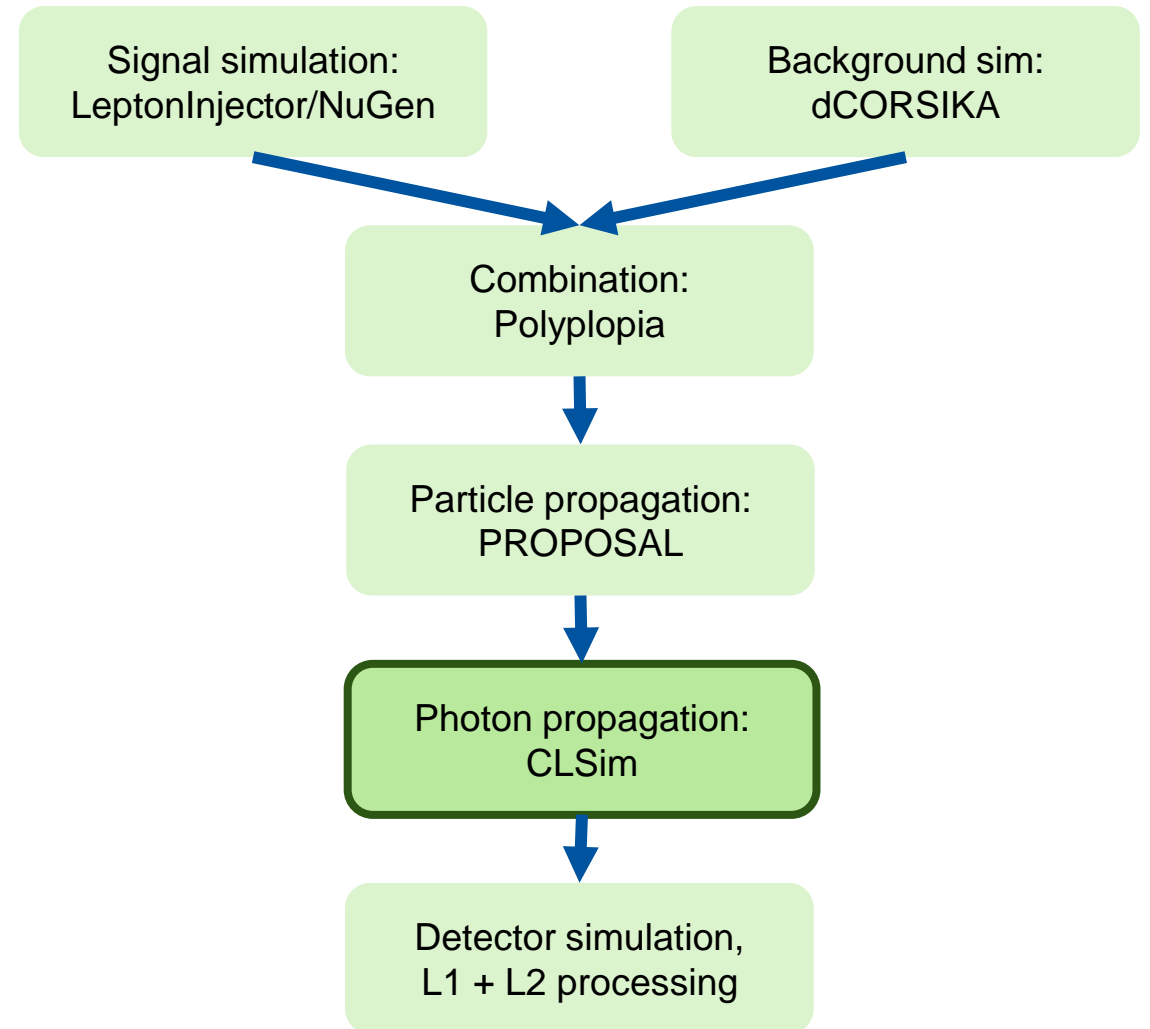 Signal simulation:
LeptonInjector/NuGen
Background sim:
dCORSIKA
Combination:
Polyplopia
Particle propagation:
PROPOSAL
Photon propagation:
CLSim
Detector simulation,
L1 + L2 processing